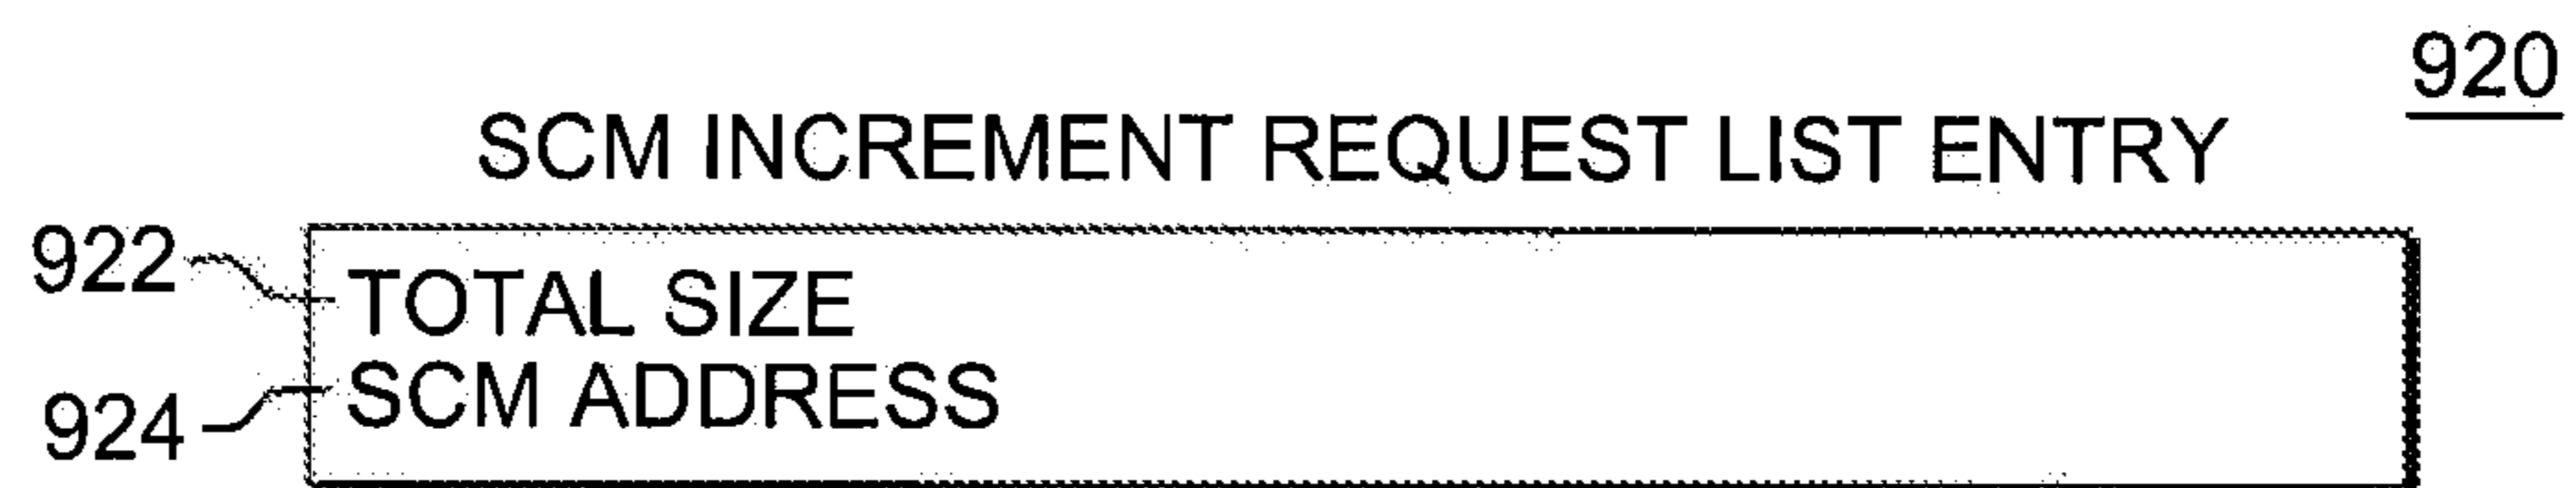 920
SCM INCREMENT REQUEST LIST ENTRY
922 TOTAL SIZE
924 SCM ADDRESS